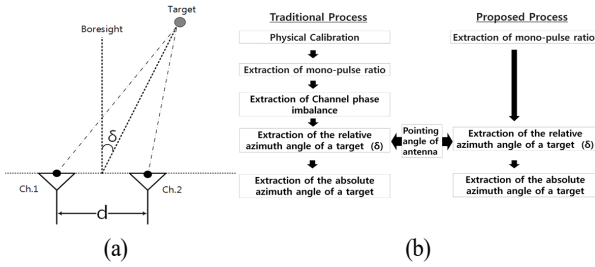 Target
Boresight
δ
Ch.1
Ch.2
d
(a)
Traditional Process
Physical Calibration
Extraction of mono-pulse ratio
Extraction of Channel phase
imbalance
Extraction of the relative
azimuth angle of a target (δ)
Extraction of the absolute
azimuth angle of a target
Pointing
angle of
antenna
Proposed Process
Extraction of mono-pulse ratio
Extraction of the relative
azimuth angle of a target (δ)
Extraction of the absolute
azimuth angle of a target
(b)